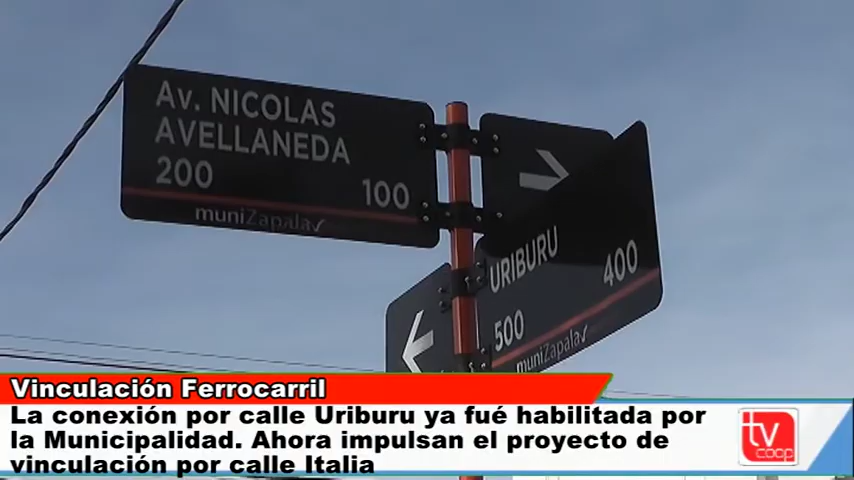 Av. NICOLAS
AVELLANEDA
200 100
muniZapala
URIBURU
400
500
muniZapala
Vinculación Ferrocarril
La conexión por calle Uriburu ya fué habilitada por
la Municipalidad. Ahora impulsan el proyecto de
vinculación por calle Italia
tv
coop